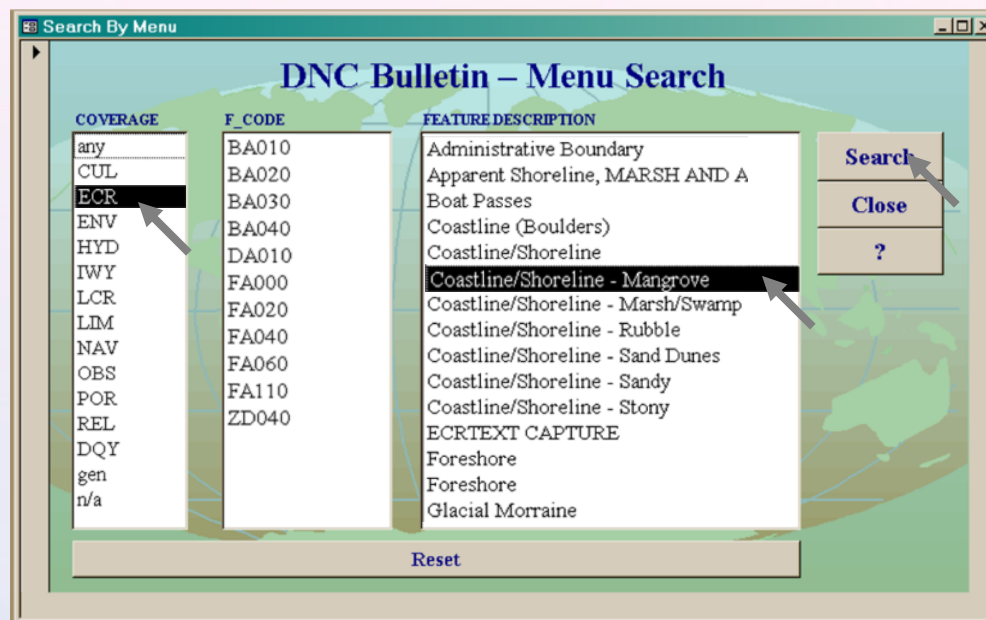 Search By Menu
DNC Bulletin – Menu Search
COVERAGE
any
CUL
ECR
ENV
HYD
IWY
LCR
LIM
NAV
OBS
POR
REL
DQY
gen
n/a
F_CODE
BA010
BA020
BA030
BA040
DA010
FA000
FA020
FA040
FA060
FA110
ZD040
FEATURE DESCRIPTION
Administrative Boundary
Apparent Shoreline, MARSH AND A
Boat Passes
Coastline (Boulders)
Coastline/Shoreline
Coastline/Shoreline - Mangrove
Coastline/Shoreline - Marsh/Swamp
Coastline/Shoreline - Rubble
Coastline/Shoreline - Sand Dunes
Coastline/Shoreline - Sandy
Coastline/Shoreline - Stony
ECRTEXT CAPTURE
Foreshore
Foreshore
Glacial Morraine
Search
Close
?
Reset